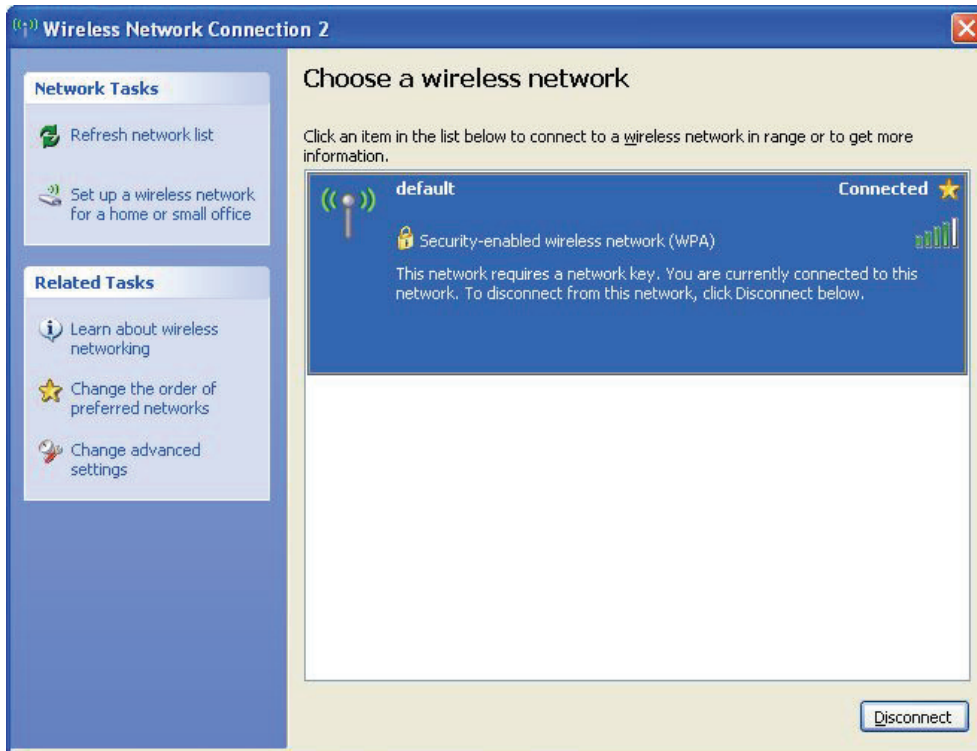 Wireless Network Connection 2
Network Tasks
Refresh network list
Set up a wireless network
for a home or small office
Related Tasks
Learn about wireless
networking
Change the order of
preferred networks
Change advanced
settings
Choose a wireless network
Click an item in the list below to connect to a wireless network in range or to get more
information.
default
Connected
Security-enabled wireless network (WPA)
This network requires a network key. You are currently connected to this
network. To disconnect from this network, click Disconnect below.
Disconnect